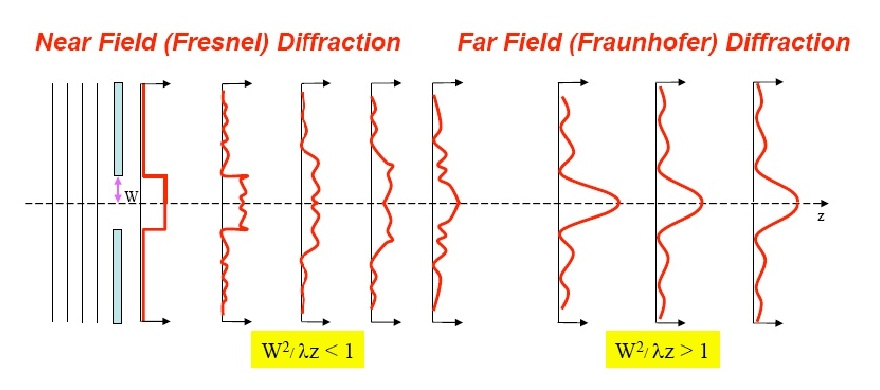 Near Field (Fresnel) Diffraction
Far Field (Fraunhofer) Diffraction
W
z
W²/λz < 1
W²/λz > 1